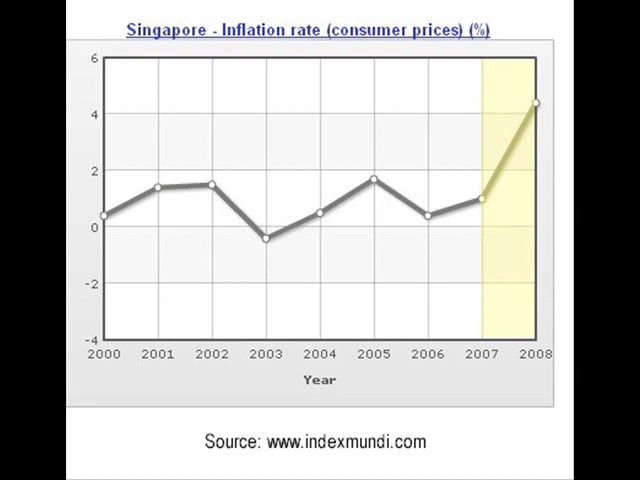 Singapore - Inflation rate (consumer prices) (%)
6
4
2
0
-2
-4
2000 2001 2002 2003 2004 2005 2006 2007 2008
Year
Source: www.indexmundi.com